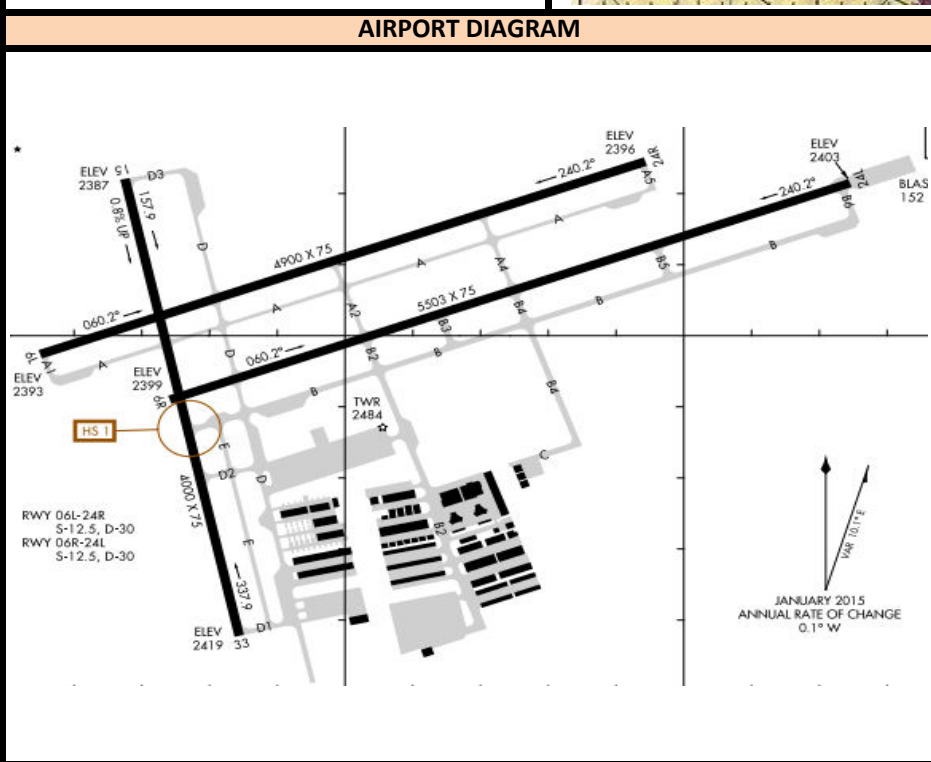 AIRPORT DIAGRAM
ELEV
2396
24R
A5
240.2°
ELEV
2403
24L
B6
240.2°
BLAS
152
ELEV
2387
15
D3
157.9
0.8% UP
D
A
A4
B
B5
4900 X 75
A
A
A2
5503 X 75
B4
B
B3
060.2°
D
060.2°
B2
B
6L
A1
A
ELEV
2393
ELEV
2399
6R
B
B4
HS 1
TWR
2484
E
D2
D
C
4000 X 75
RWY 06L-24R
S-12.5, D-30
RWY 06R-24L
S-12.5, D-30
B2
E
VAR 10.1° E
337.9
JANUARY 2015
ANNUAL RATE OF CHANGE
0.1° W
ELEV
2419
33
D1